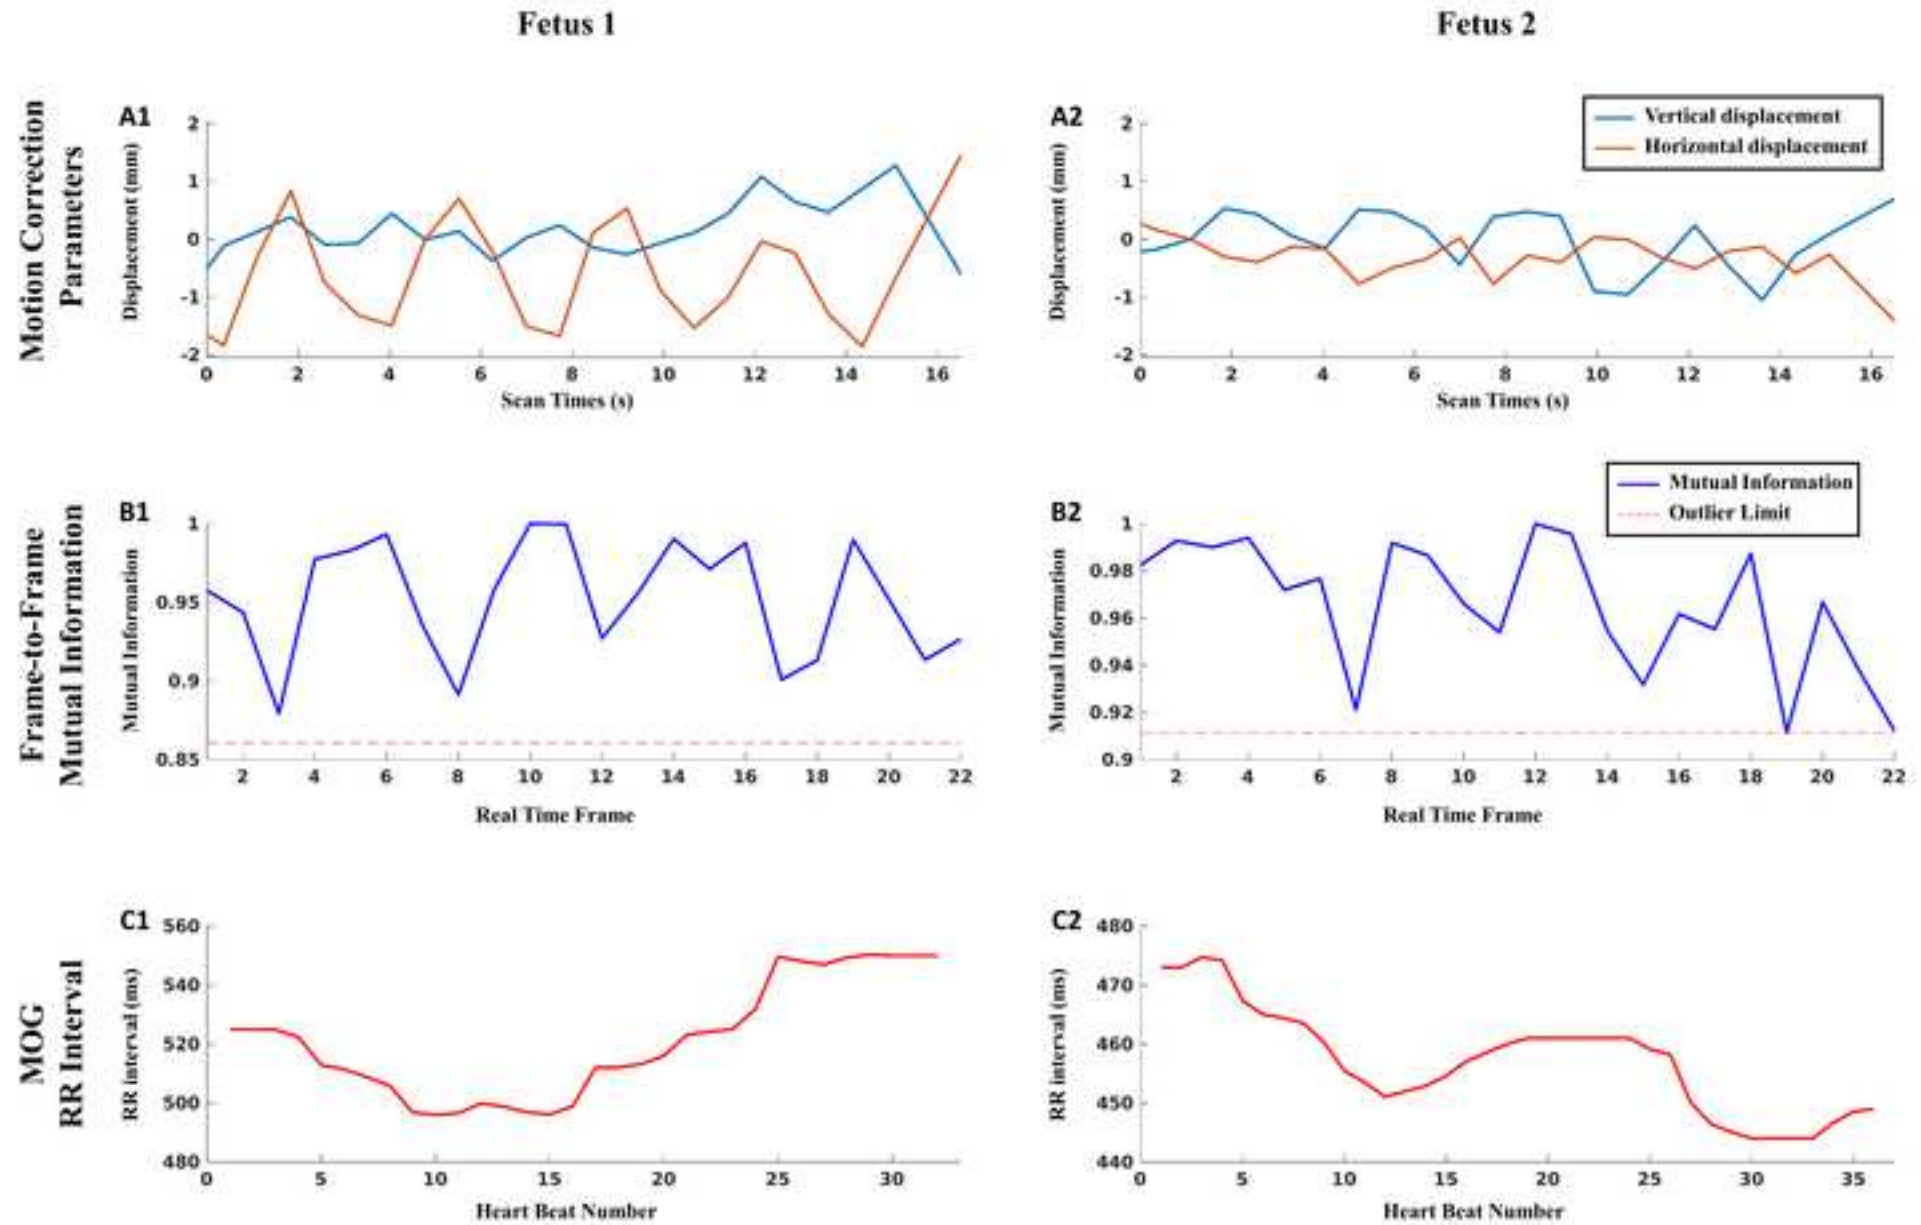 Fetus 1
Fetus 2
Motion Correction
Parameters
A1
Displacement (mm)
2
1
0
-1
-2
0 2 4 6 8 10 12 14 16
Scan Times (s)
A2
Displacement (mm)
2
1
0
-1
-2
0 2 4 6 8 10 12 14 16
Scan Times (s)
Vertical displacement
Horizontal displacement
Frame-to-Frame
Mutual Information
B1
Mutual Information
1
0.95
0.9
0.85
2 4 6 8 10 12 14 16 18 20 22
Real Time Frame
B2
Mutual Information
1
0.98
0.96
0.94
0.92
0.9
2 4 6 8 10 12 14 16 18 20 22
Real Time Frame
Mutual Information
Outlier Limit
MOG
RR Interval
C1
RR interval (ms)
560
540
520
500
480
0 5 10 15 20 25 30
Heart Beat Number
C2
RR interval (ms)
480
470
460
450
440
0 5 10 15 20 25 30 35
Heart Beat Number